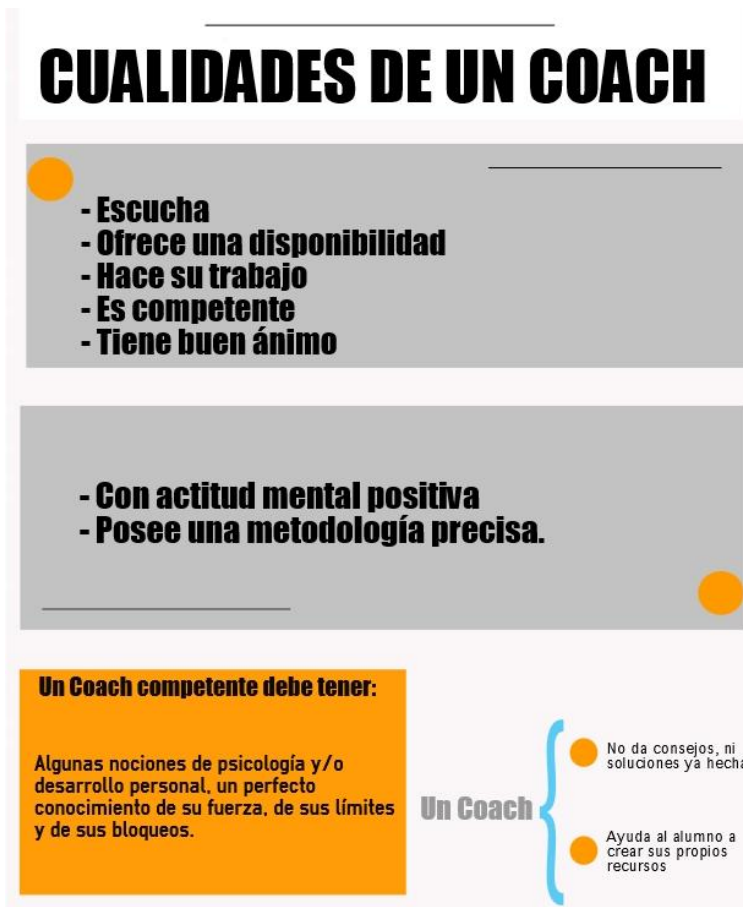 CUALIDADES DE UN COACH
- Escucha
- Ofrece una disponibilidad
- Hace su trabajo
- Es competente
- Tiene buen ánimo
- Con actitud mental positiva
- Posee una metodología precisa.
Un Coach competente debe tener:
Algunas nociones de psicología y/o
desarrollo personal, un perfecto
conocimiento de su fuerza, de sus límites
y de sus bloqueos.
Un Coach
No da consejos, ni
soluciones ya hecha
Ayuda al alumno a
crear sus propios
recursos